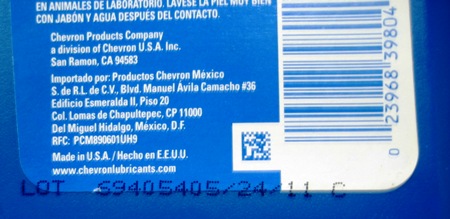 EN ANIMALES DE LABORATORIO. LÁVESE LA PIEL MUY BIEN
CON JABÓN Y AGUA DESPUÉS DEL CONTACTO.
Chevron Products Company
a division of Chevron U.S.A. Inc.
San Ramon, CA 94583
Importado por: Productos Chevron México
S. de R.L. de C.V., Blvd. Manuel Ávila Camacho #36
Edificio Esmeralda II, Piso 20
Col. Lomas de Chapultepec, CP 11000
Del Miguel Hidalgo, México, D.F.
RFC: PCM890601UH9
Made in U.S.A. / Hecho en E.E.U.U.
www.chevronlubricants.com
0 23968 39804
LOT 59405405/24/11 C